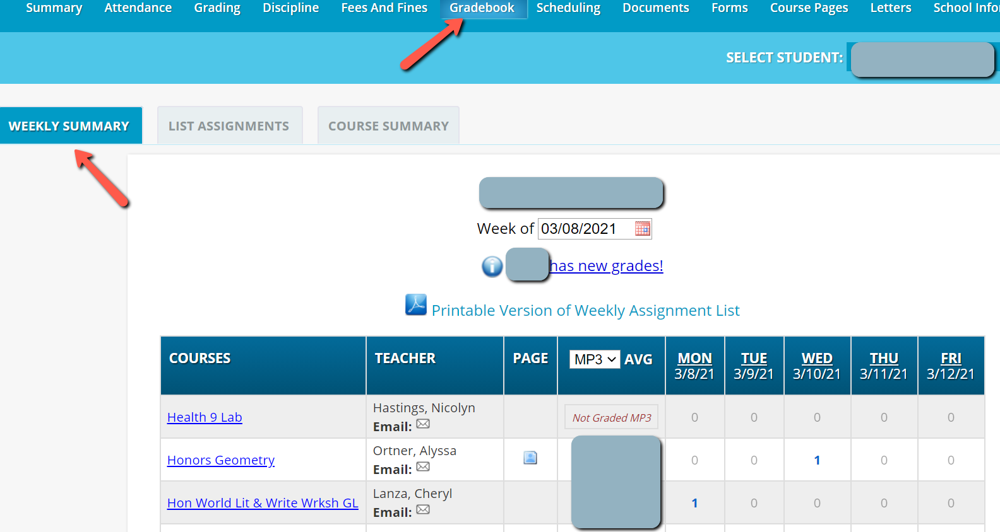 Summary Attendance Grading Discipline Fees And Fines Gradebook Scheduling Documents Forms Course Pages Letters School Info
SELECT STUDENT:
WEEKLY SUMMARY LIST ASSIGNMENTS COURSE SUMMARY
Week of 03/08/2021
has new grades!
Printable Version of Weekly Assignment List
COURSES TEACHER PAGE MP3 AVG MON TUE WED THU FRI
3/8/21 3/9/21 3/10/21 3/11/21 3/12/21
Hastings, Nicolyn
Health 9 Lab Not Graded MP3 0 0 0 0 0
Email:
Ortner, Alyssa
Honors Geometry 0 0 1 0 0
Email:
Lanza, Cheryl
Hon World Lit & Write Wrksh GL 1 0 0 0 0
Email: